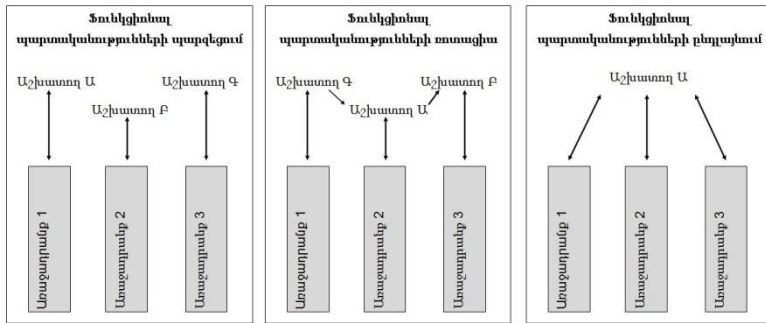 Ֆունկցիոնալ
պարտականությունների պարզեցում
Աշխատող Ա
Աշխատող Գ
Աշխատող Բ
Առաջադրանք 1
Առաջադրանք 2
Առաջադրանք 3
Ֆունկցիոնալ
պարտականությունների ռոտացիա
Աշխատող Գ
Աշխատող Բ
Աշխատող Ա
Առաջադրանք 1
Առաջադրանք 2
Առաջադրանք 3
Ֆունկցիոնալ
պարտականությունների ընդլայնում
Աշխատող Ա
Առաջադրանք 1
Առաջադրանք 2
Առաջադրանք 3